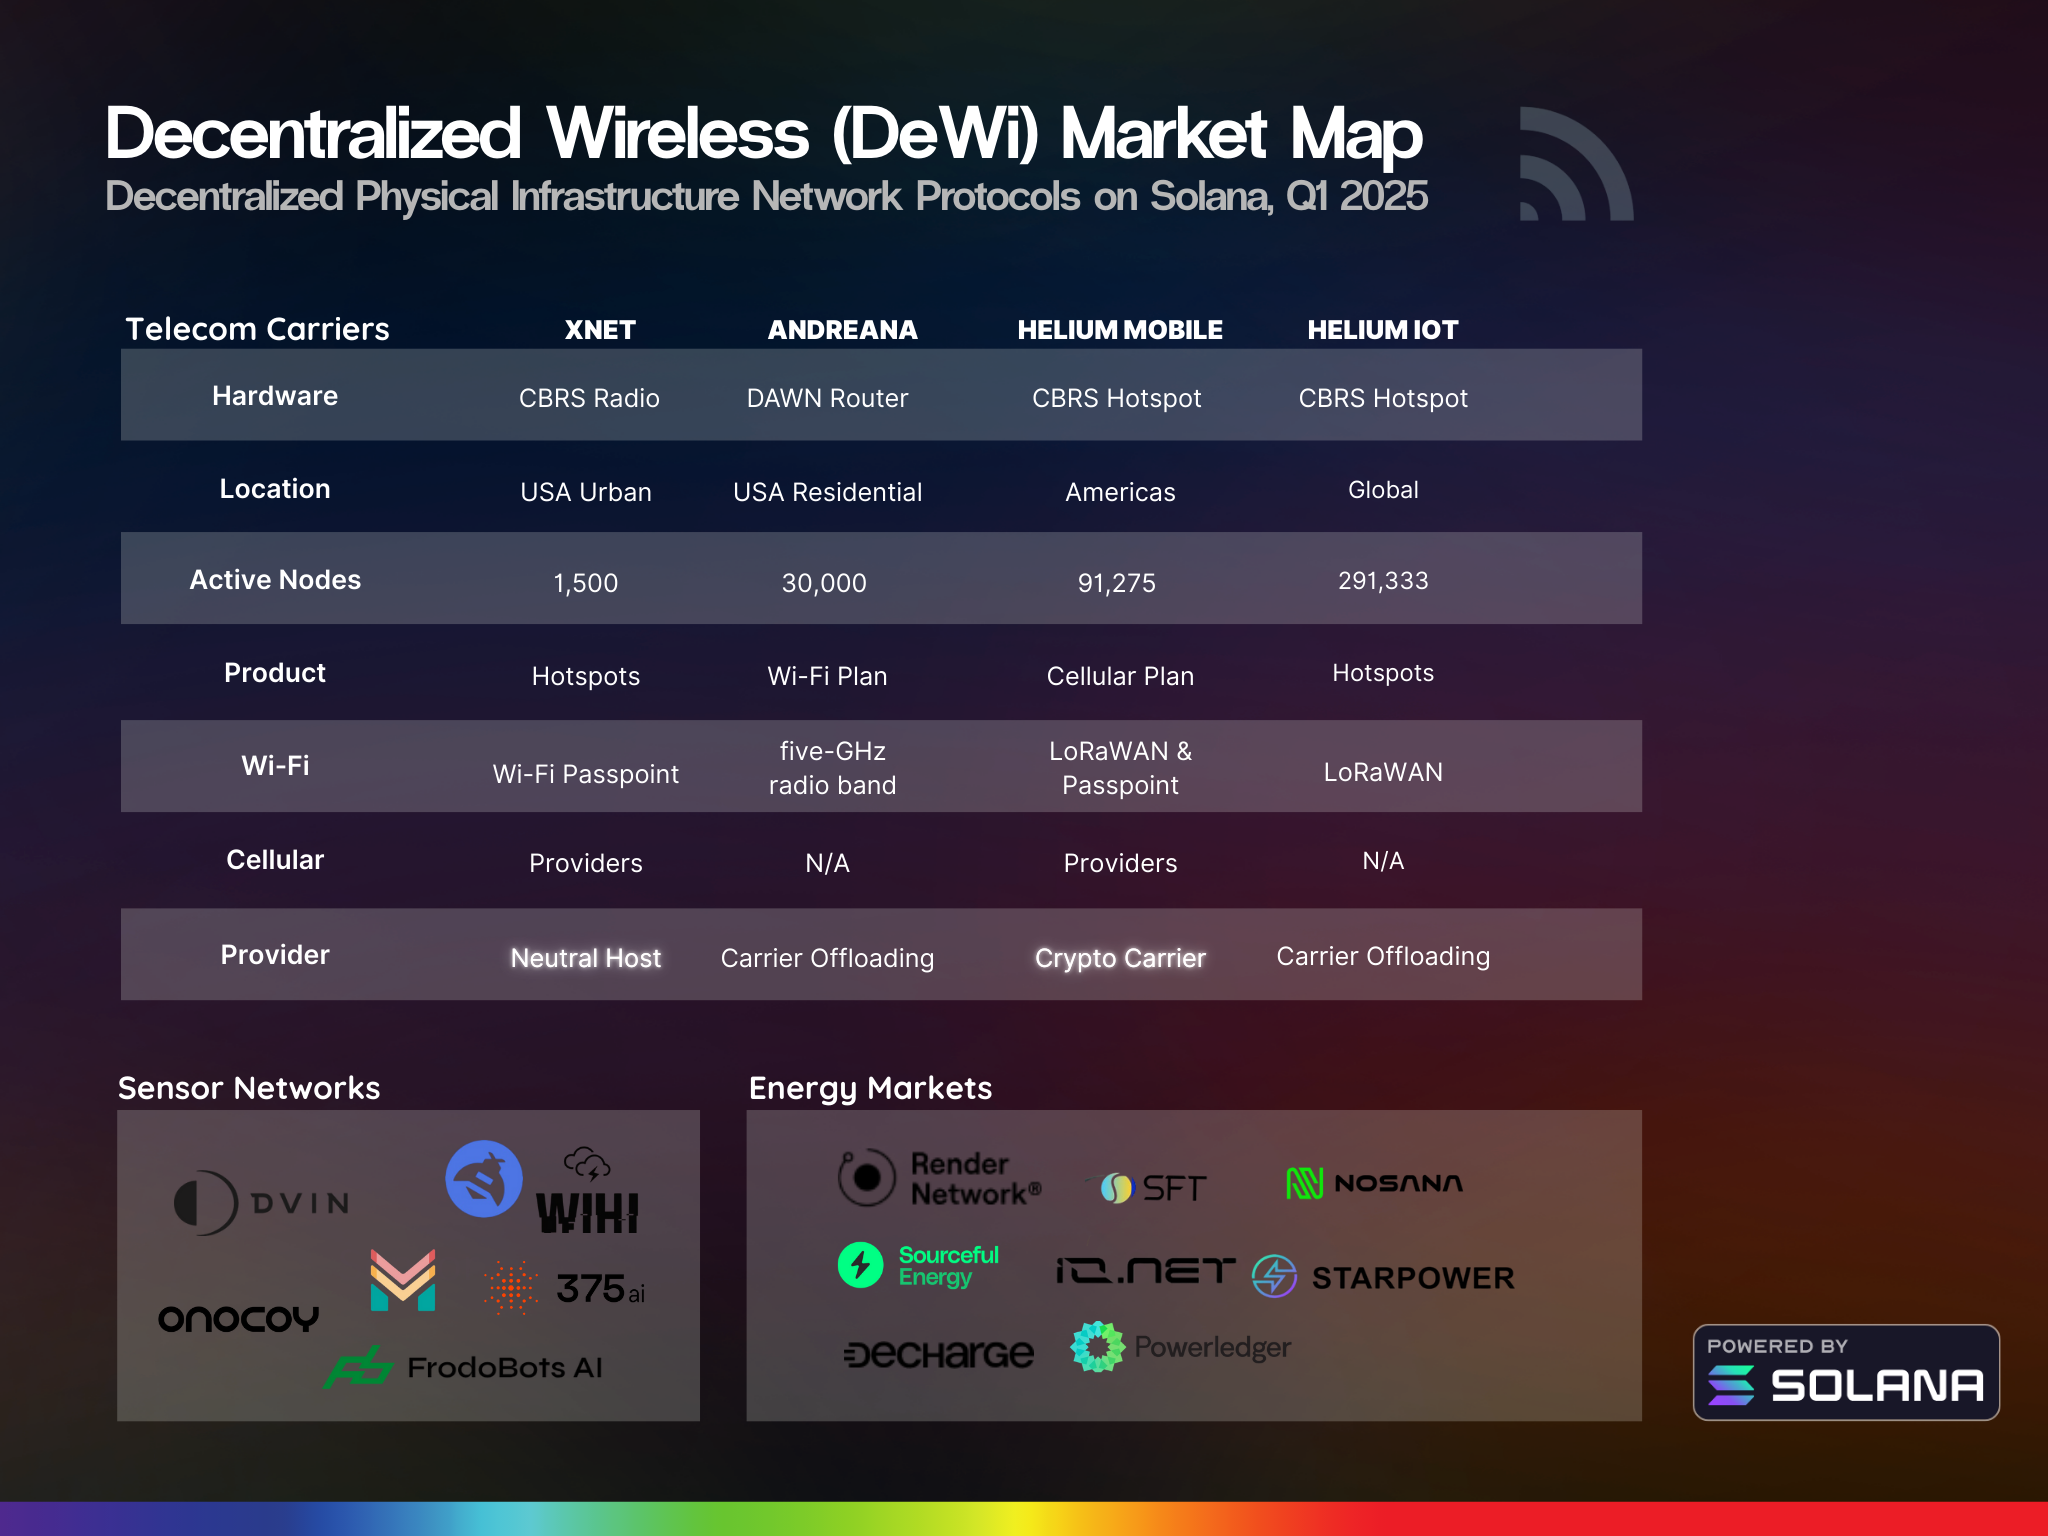 Decentralized Wireless (DeWi) Market Map
Decentralized Physical Infrastructure Network Protocols on Solana, Q1 2025
Telecom Carriers XNET ANDREANA HELIUM MOBILE HELIUM IOT
Hardware CBRS Radio DAWN Router CBRS Hotspot CBRS Hotspot
Location USA Urban USA Residential Americas Global
Active Nodes 1,500 30,000 91,275 291,333
Product Hotspots Wi-Fi Plan Cellular Plan Hotspots
Wi-Fi Wi-Fi Passpoint five-GHz radio band LoRaWAN & Passpoint LoRaWAN
Cellular Providers N/A Providers N/A
Provider Neutral Host Carrier Offloading Crypto Carrier Carrier Offloading
Sensor Networks
DVIN
WIHI
onocoy
375 ai
FrodoBots AI
Energy Markets
Render
Network®
SFT
NOSANA
Sourceful
Energy
io.net
STARPOWER
DECHARGE
Powerledger
POWERED BY
SOLANA